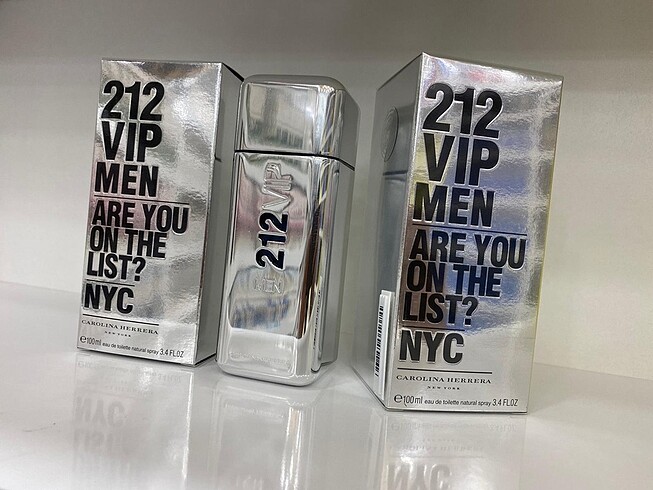 212
VIP
MEN
ARE YOU
ON THE
LIST?
NYC
CAROLINA HERRERA
NEW YORK
℮100ml eau de toilette natural spray 3.4 FL.OZ
212 VIP
MEN
212
VIP
MEN
ARE YOU
ON THE
LIST?
NYC
CAROLINA HERRERA
NEW YORK
℮100ml eau de toilette natural spray 3.4 FL.OZ